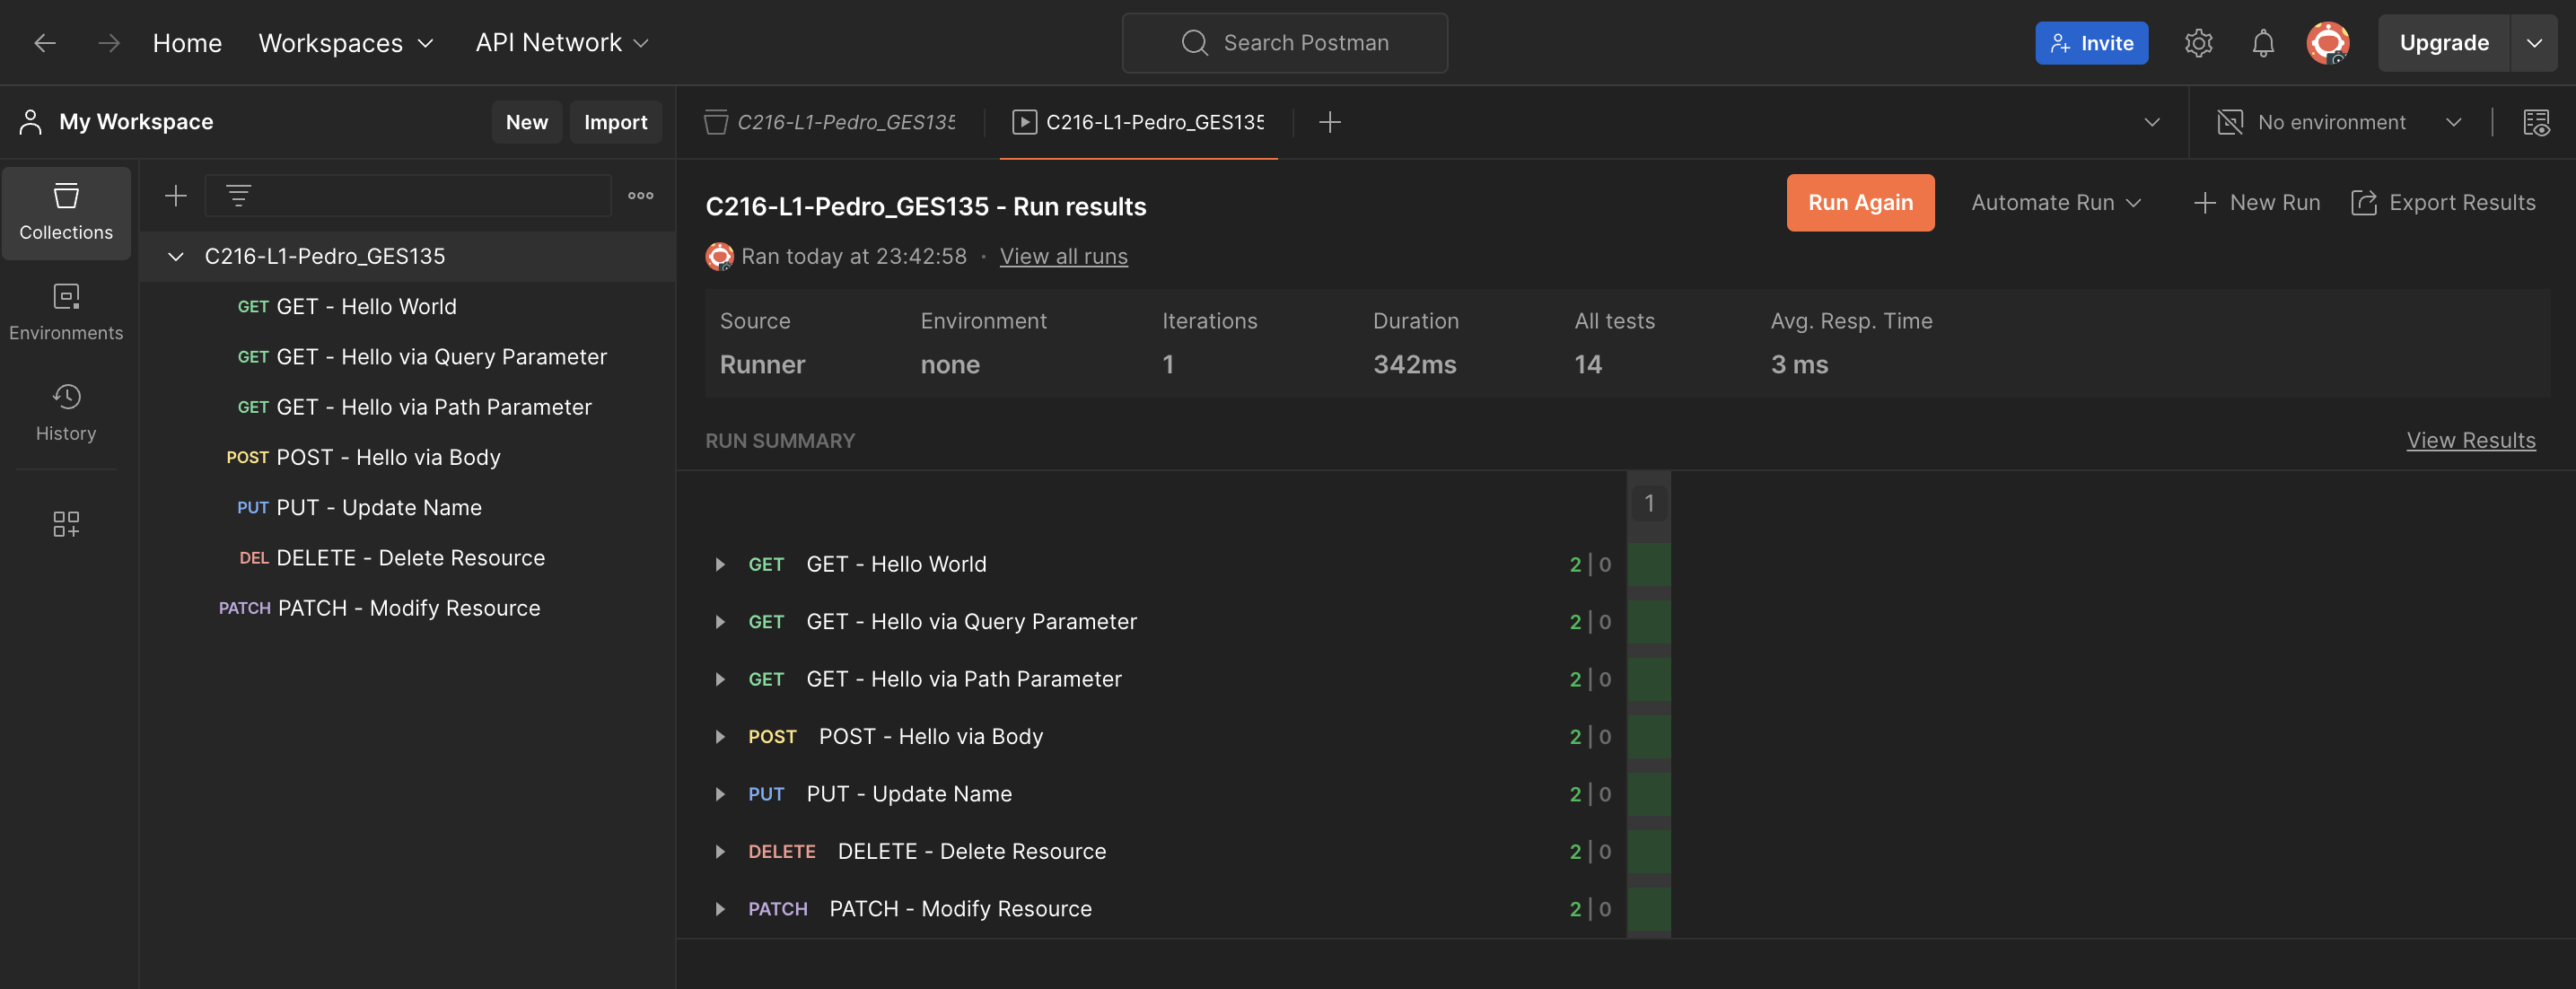 Home Workspaces API Network Search Postman Invite Upgrade
My Workspace New Import
C216-L1-Pedro_GES135 C216-L1-Pedro_GES135 No environment
Collections
Environments
History
C216-L1-Pedro_GES135
GET GET - Hello World
GET GET - Hello via Query Parameter
GET GET - Hello via Path Parameter
POST POST - Hello via Body
PUT PUT - Update Name
DEL DELETE - Delete Resource
PATCH PATCH - Modify Resource
C216-L1-Pedro_GES135 - Run results
Run Again Automate Run New Run Export Results
Ran today at 23:42:58 · View all runs
Source Environment Iterations Duration All tests Avg. Resp. Time
Runner none 1 342ms 14 3 ms
RUN SUMMARY View Results
1
GET GET - Hello World 2 | 0
GET GET - Hello via Query Parameter 2 | 0
GET GET - Hello via Path Parameter 2 | 0
POST POST - Hello via Body 2 | 0
PUT PUT - Update Name 2 | 0
DELETE DELETE - Delete Resource 2 | 0
PATCH PATCH - Modify Resource 2 | 0